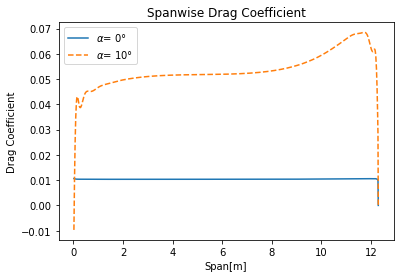 Spanwise Drag Coefficient
α= 0°
α= 10°
Drag Coefficient
0.07
0.06
0.05
0.04
0.03
0.02
0.01
0.00
−0.01
0 2 4 6 8 10 12
Span[m]